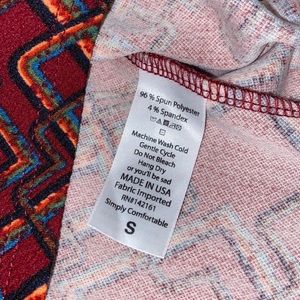 96 % Spun Polyester
4 % Spandex
Machine Wash Cold
Gentle Cycle
Do Not Bleach
Hang Dry
or you'll be sad
MADE IN USA
Fabric Imported
RN#142161
Simply Comfortable
S